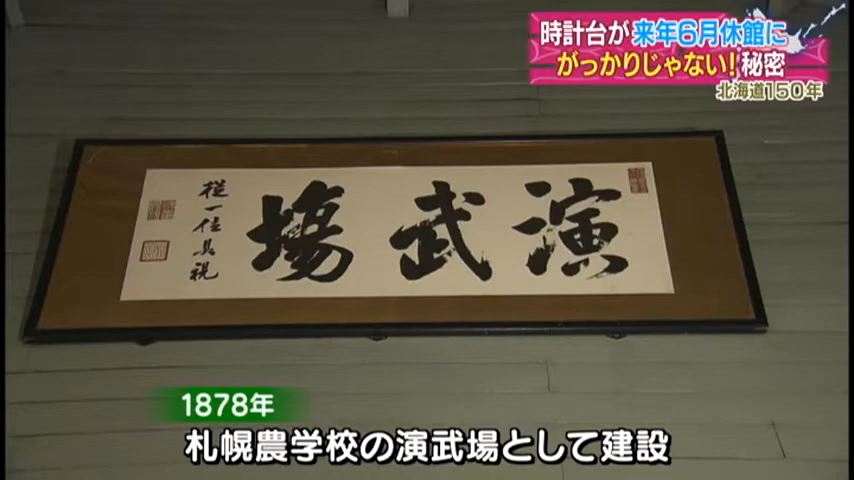 時計台が来年6月休館に
がっかりじゃない!秘密
北海道150年
演武場
従一位具視
1878年
札幌農学校の演武場として建設